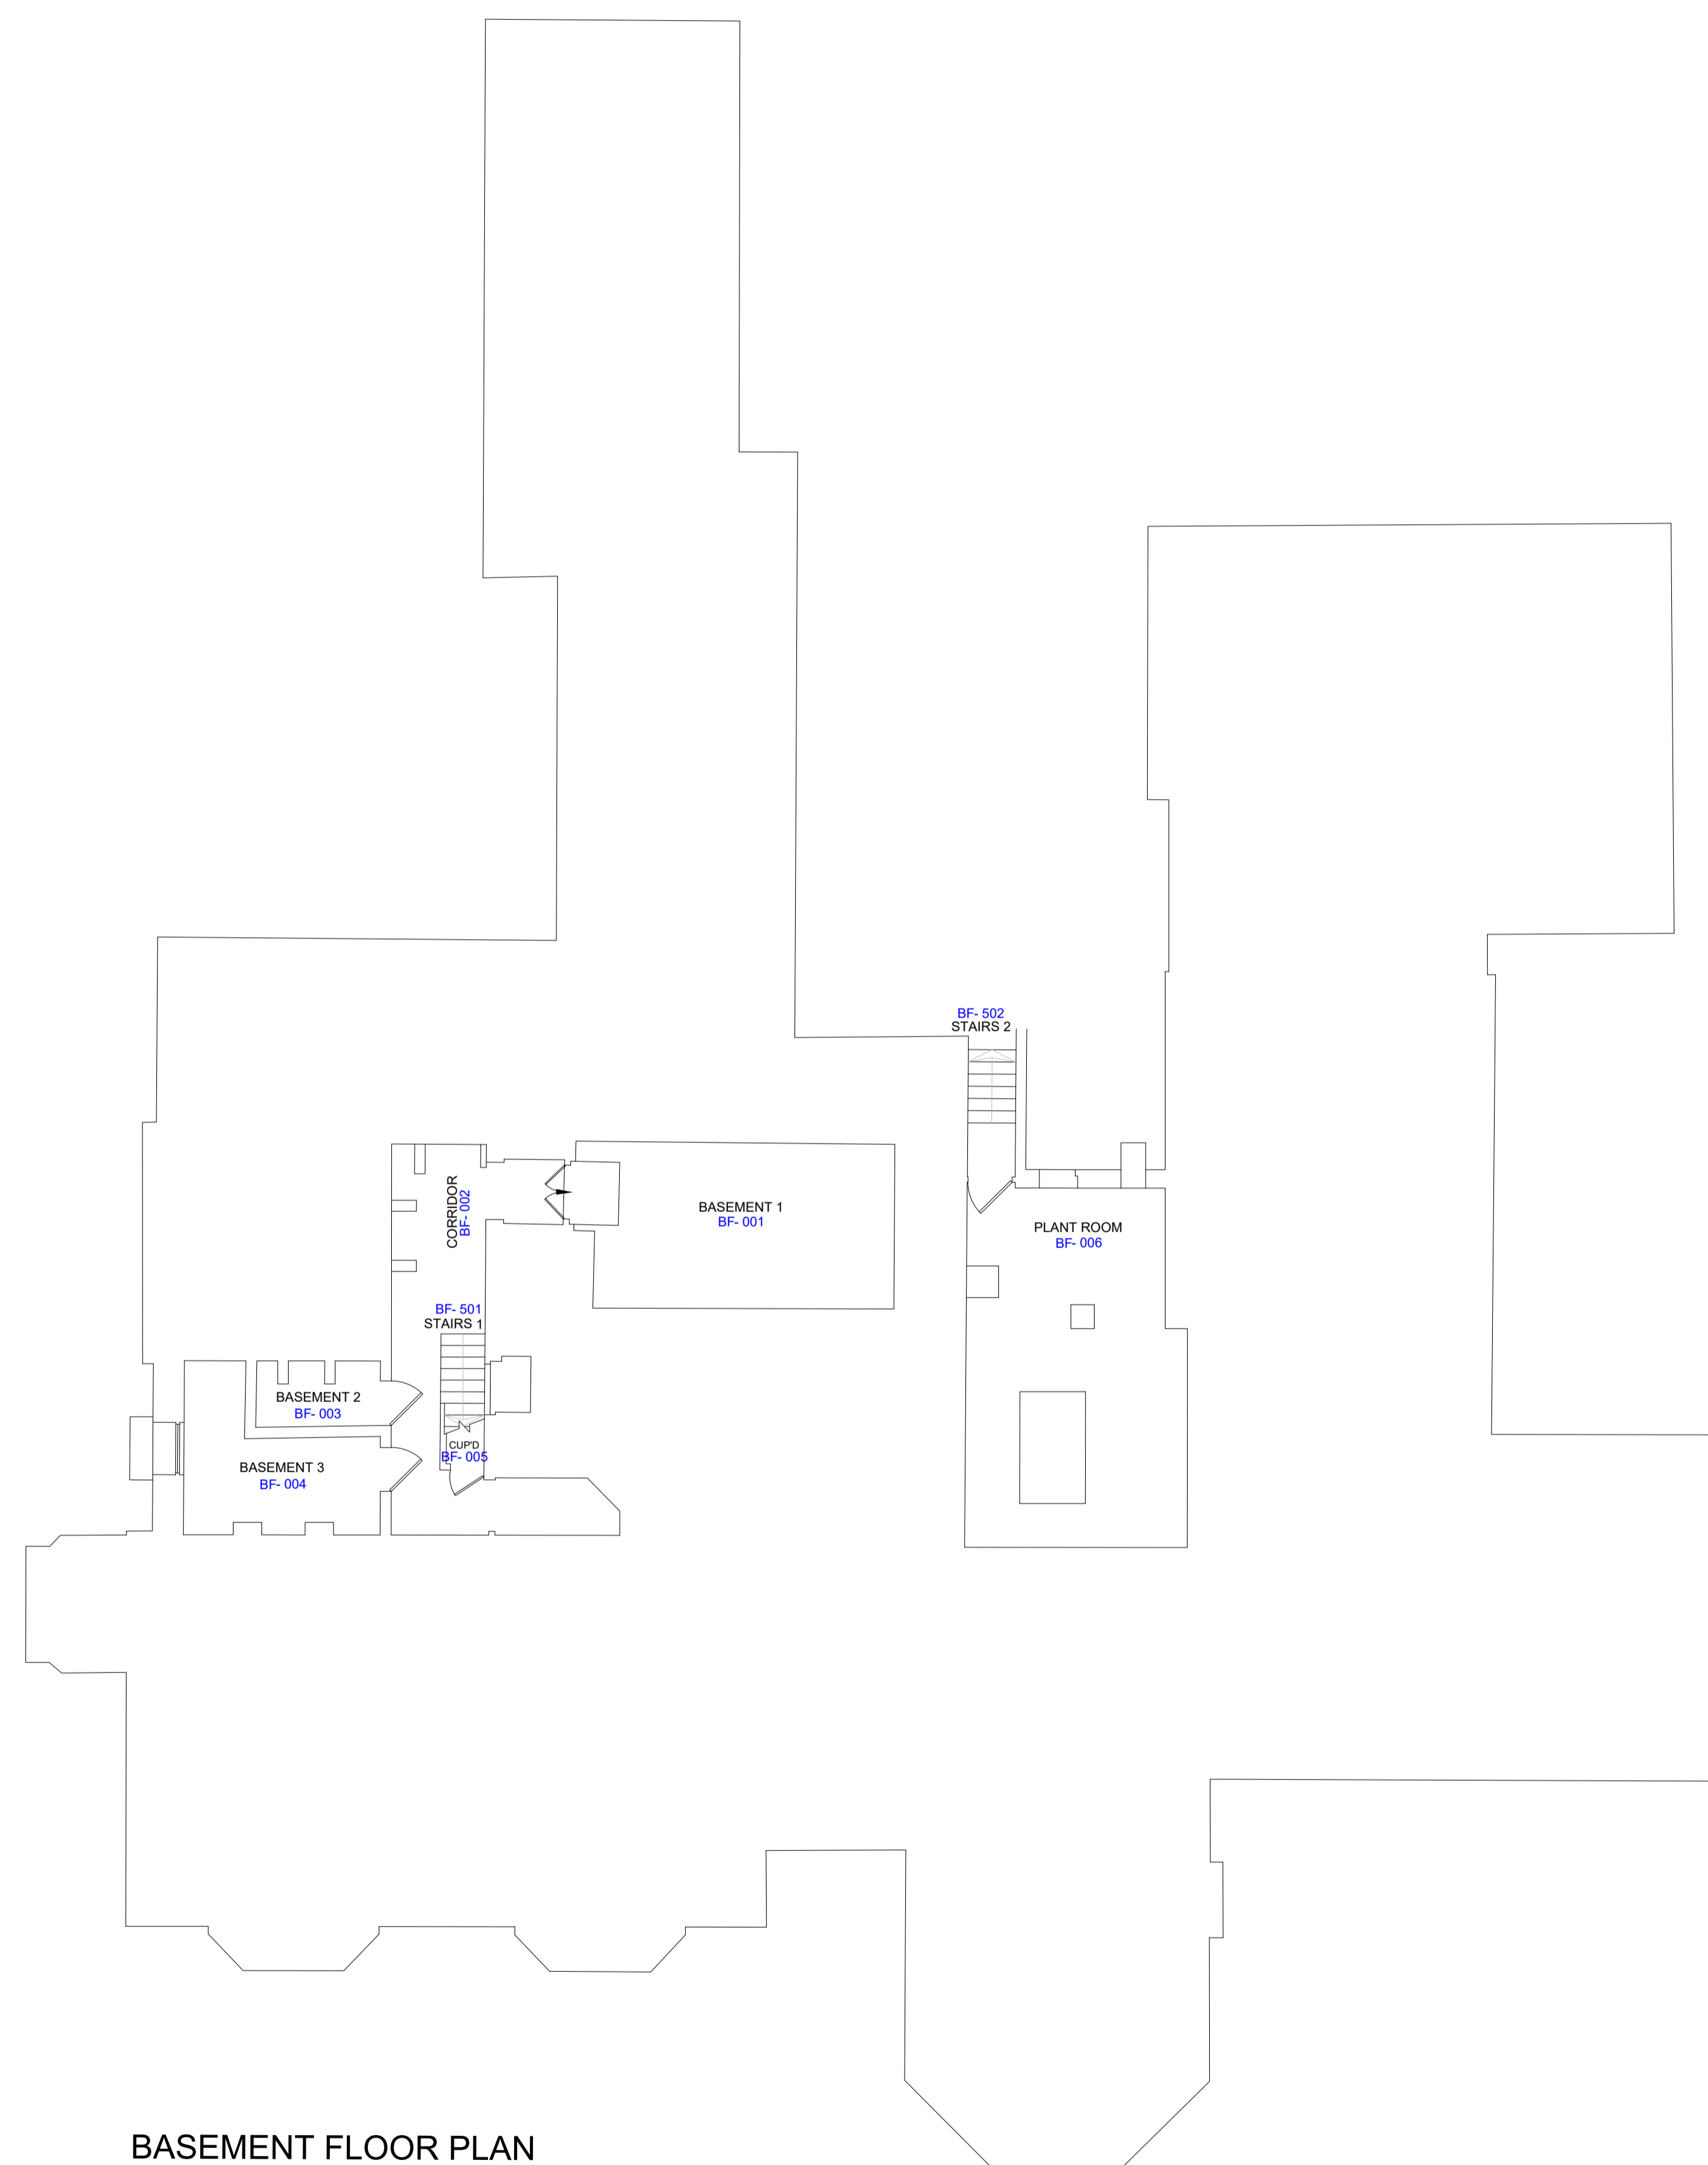 BF- 502
STAIRS 2
CORRIDOR
BF- 002
BASEMENT 1
BF- 001
PLANT ROOM
BF- 006
BF- 501
STAIRS 1
BASEMENT 2
BF- 003
CUP'D
BF- 005
BASEMENT 3
BF- 004
BASEMENT FLOOR PLAN